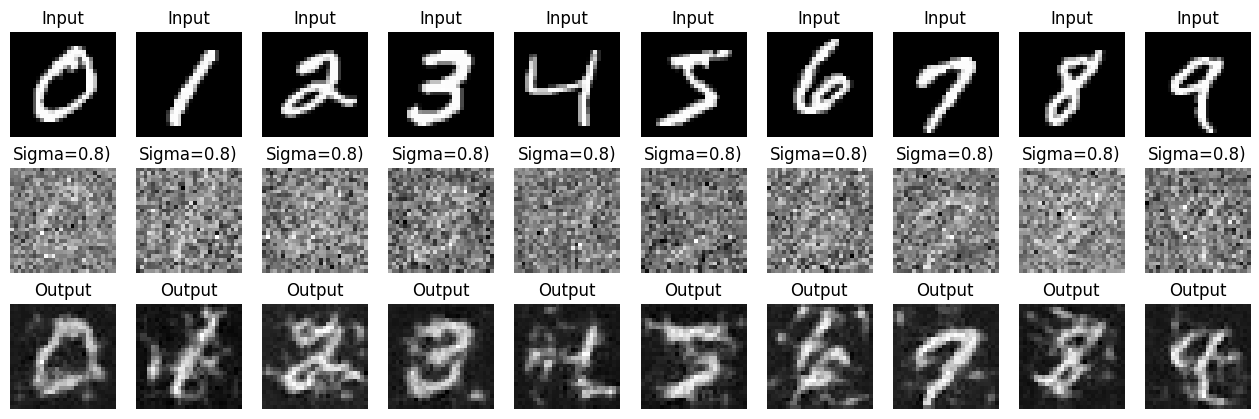 Input Input Input Input Input Input Input Input Input Input
0 1 2 3 4 5 6 7 8 9
Sigma=0.8) Sigma=0.8) Sigma=0.8) Sigma=0.8) Sigma=0.8) Sigma=0.8) Sigma=0.8) Sigma=0.8) Sigma=0.8) Sigma=0.8)
Output Output Output Output Output Output Output Output Output Output